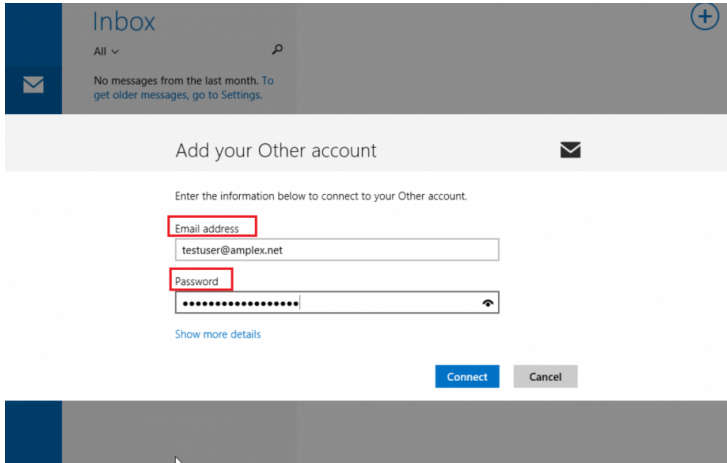 Inbox
All
No messages from the last month. To
get older messages, go to Settings.
Add your Other account
Enter the information below to connect to your Other account.
Email address
testuser@amplex.net
Password
••••••••••••••••••
Show more details
Connect
Cancel